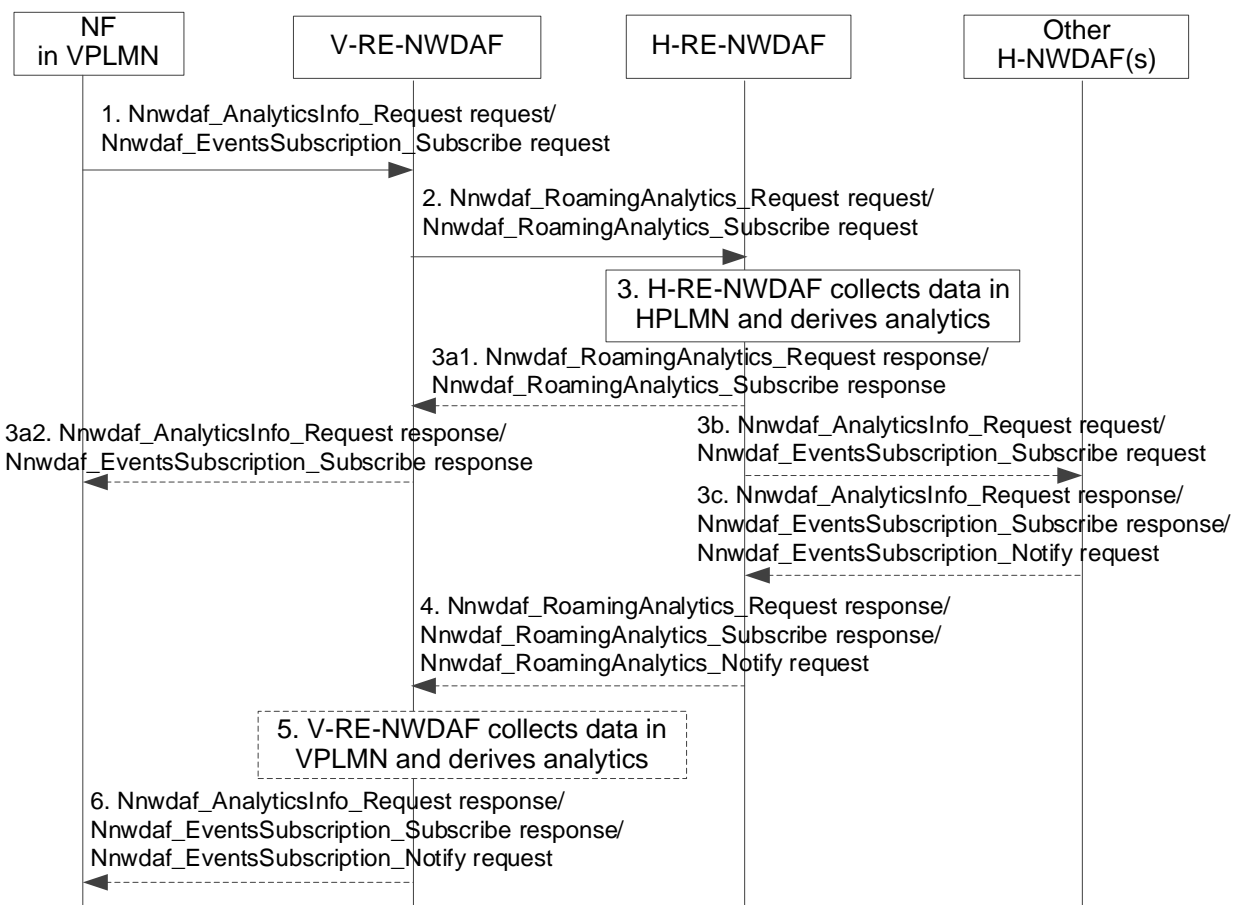 NF
in VPLMN
V-RE-NWDAF
H-RE-NWDAF
Other
H-NWDAF(s)
1. Nnwdaf_AnalyticsInfo_Request request/
Nnwdaf_EventsSubscription_Subscribe request
2. Nnwdaf_RoamingAnalytics_Request request/
Nnwdaf_RoamingAnalytics_Subscribe request
3. H-RE-NWDAF collects data in
HPLMN and derives analytics
3a1. Nnwdaf_RoamingAnalytics_Request response/
Nnwdaf_RoamingAnalytics_Subscribe response
3a2. Nnwdaf_AnalyticsInfo_Request response/
Nnwdaf_EventsSubscription_Subscribe response
3b. Nnwdaf_AnalyticsInfo_Request request/
Nnwdaf_EventsSubscription_Subscribe request
3c. Nnwdaf_AnalyticsInfo_Request response/
Nnwdaf_EventsSubscription_Subscribe response/
Nnwdaf_EventsSubscription_Notify request
4. Nnwdaf_RoamingAnalytics_Request response/
Nnwdaf_RoamingAnalytics_Subscribe response/
Nnwdaf_RoamingAnalytics_Notify request
5. V-RE-NWDAF collects data in
VPLMN and derives analytics
6. Nnwdaf_AnalyticsInfo_Request response/
Nnwdaf_EventsSubscription_Subscribe response/
Nnwdaf_EventsSubscription_Notify request